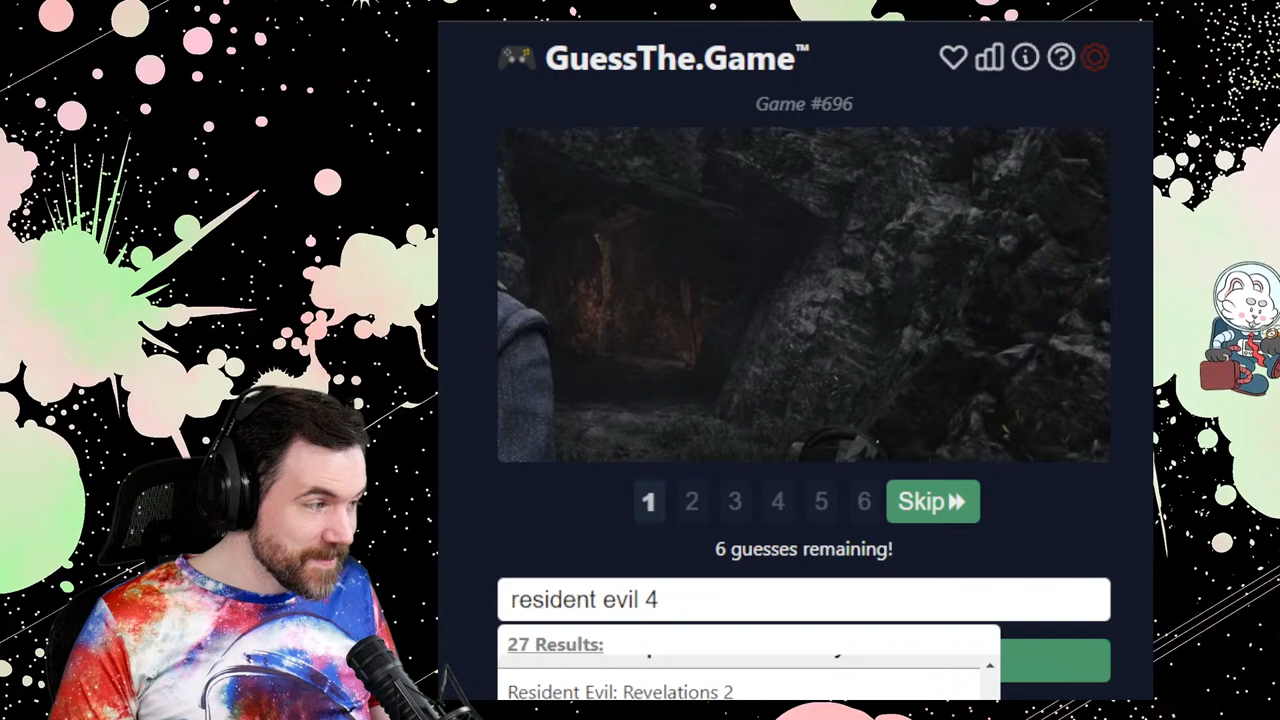 GuessThe.Game™
Game #696
1 2 3 4 5 6 Skip
6 guesses remaining!
resident evil 4
27 Results:
Resident Evil: Revelations 2